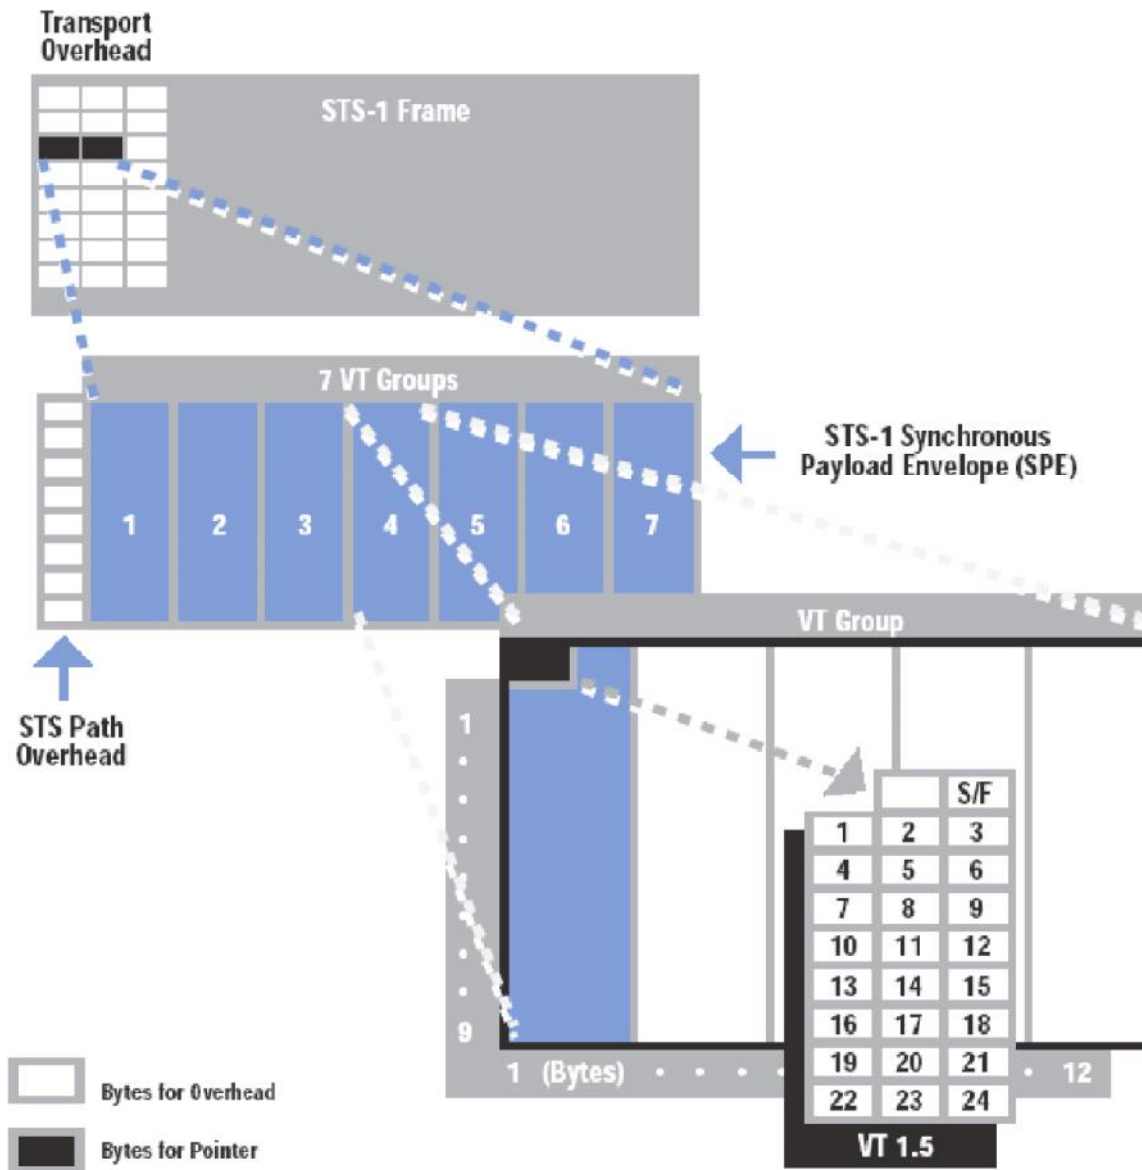 Transport
Overhead
STS-1 Frame
7 VT Groups
STS-1 Synchronous
Payload Envelope (SPE)
1 2 3 4 5 6 7
VT Group
STS Path
Overhead
1
9
S/F
1 2 3
4 5 6
7 8 9
10 11 12
13 14 15
16 17 18
19 20 21
22 23 24
1 (Bytes) 12
VT 1.5
Bytes for Overhead
Bytes for Pointer